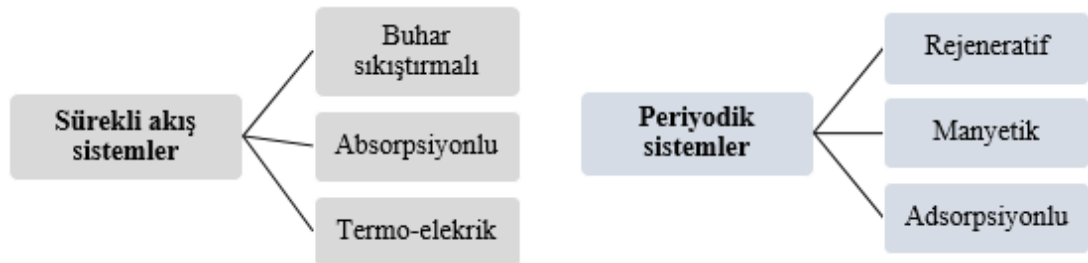 Sürekli akış
sistemler
Buhar
sıkıştırmalı
Absorpsiyonlu
Termo-elekrik
Periyodik
sistemler
Rejeneratif
Manyetik
Adsorpsiyonlu